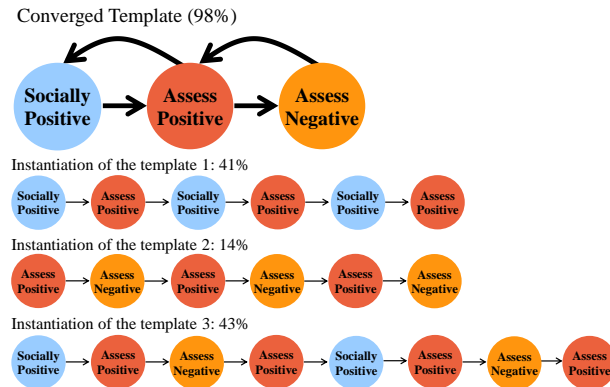 Converged Template (98%)
Socially Assess Assess
Positive Positive Negative
Instantiation of the template 1: 41%
Socially Assess Socially Assess Socially Assess
Positive Positive Positive Positive Positive Positive
Instantiation of the template 2: 14%
Assess Assess Assess Assess Assess Assess
Positive Negative Positive Negative Positive Negative
Instantiation of the template 3: 43%
Socially Assess Assess Assess Socially Assess Assess Assess
Positive Positive Negative Positive Positive Positive Negative Positive